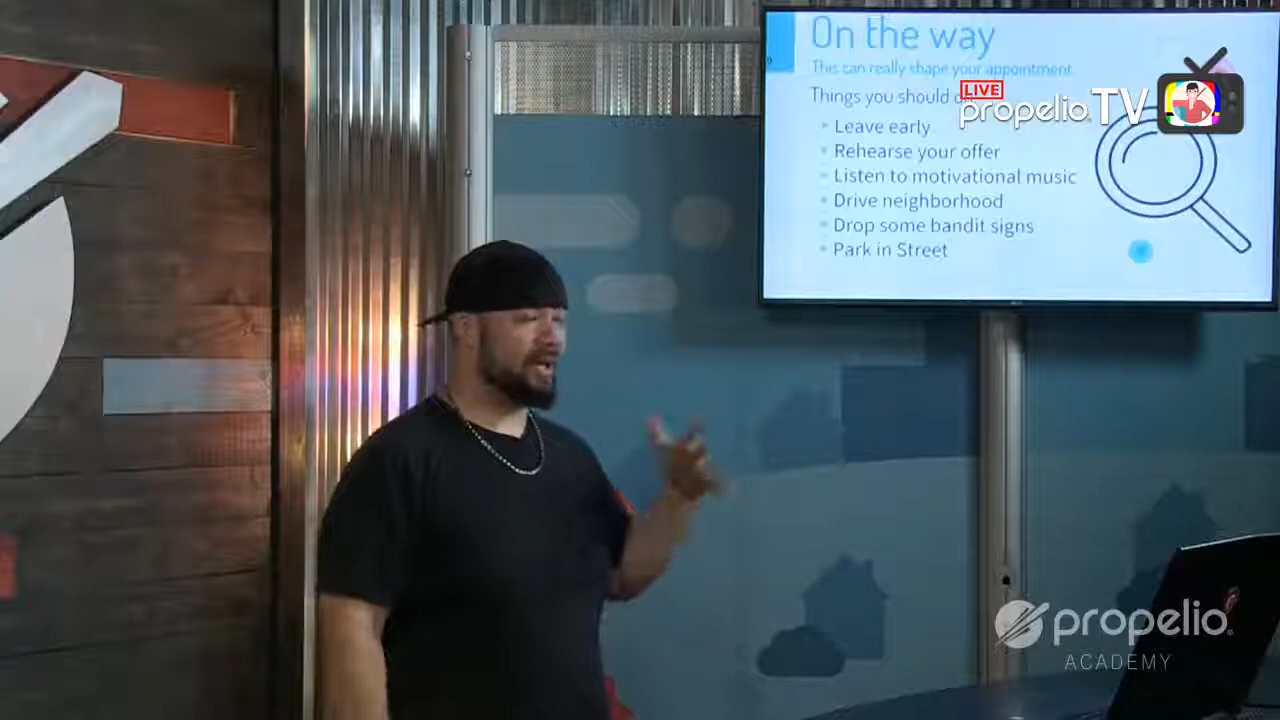 On the way
This can really shape your appointment
Things you should
LIVE
propelio TV
Leave early
Rehearse your offer
Listen to motivational music
Drive neighborhood
Drop some bandit signs
Park in Street
propelio
ACADEMY